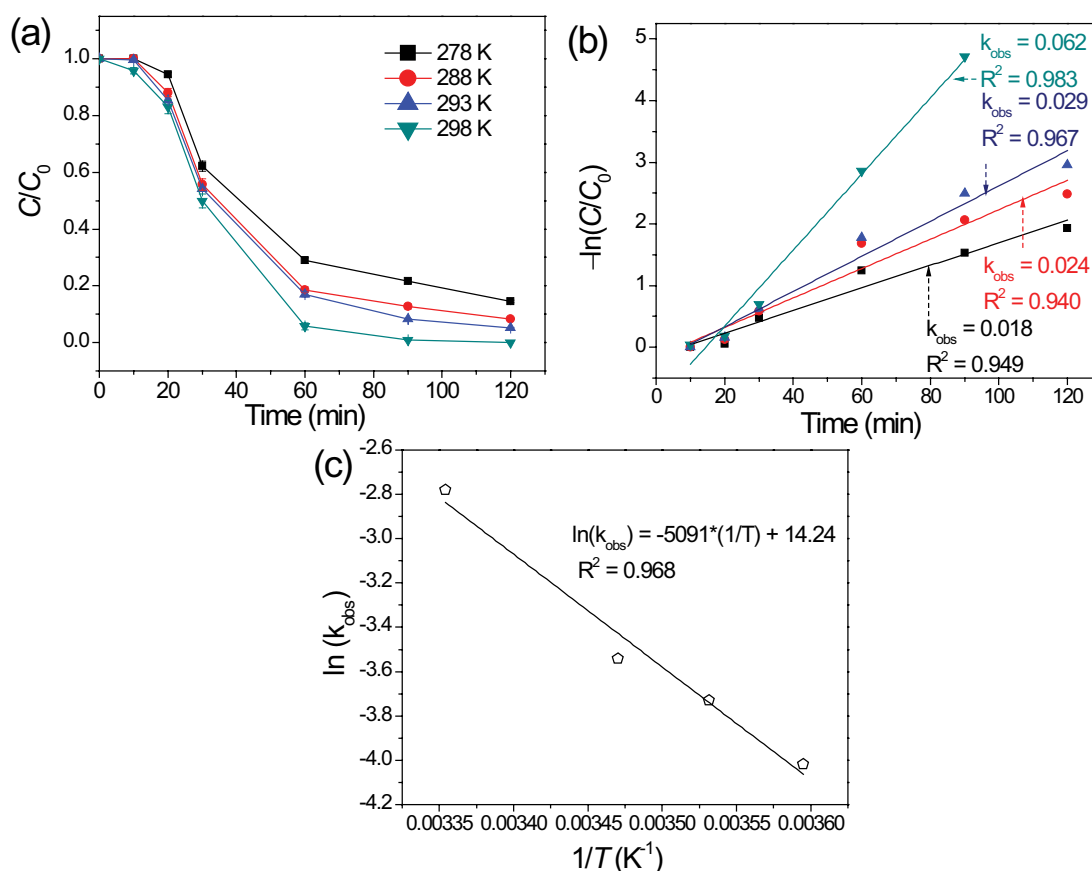 (a)
C/C0
1.0
0.8
0.6
0.4
0.2
0.0
278 K
288 K
293 K
298 K
0 20 40 60 80 100 120
Time (min)
(b)
–ln(C/C0)
5
4
3
2
1
0
kobs = 0.062
R2 = 0.983
kobs = 0.029
R2 = 0.967
kobs = 0.024
R2 = 0.940
kobs = 0.018
R2 = 0.949
0 20 40 60 80 100 120
Time (min)
(c)
ln (kobs)
-2.6
-2.8
-3.0
-3.2
-3.4
-3.6
-3.8
-4.0
-4.2
ln(kobs) = -5091*(1/T) + 14.24
R2 = 0.968
0.00335 0.00340 0.00345 0.00350 0.00355 0.00360
1/T (K-1)